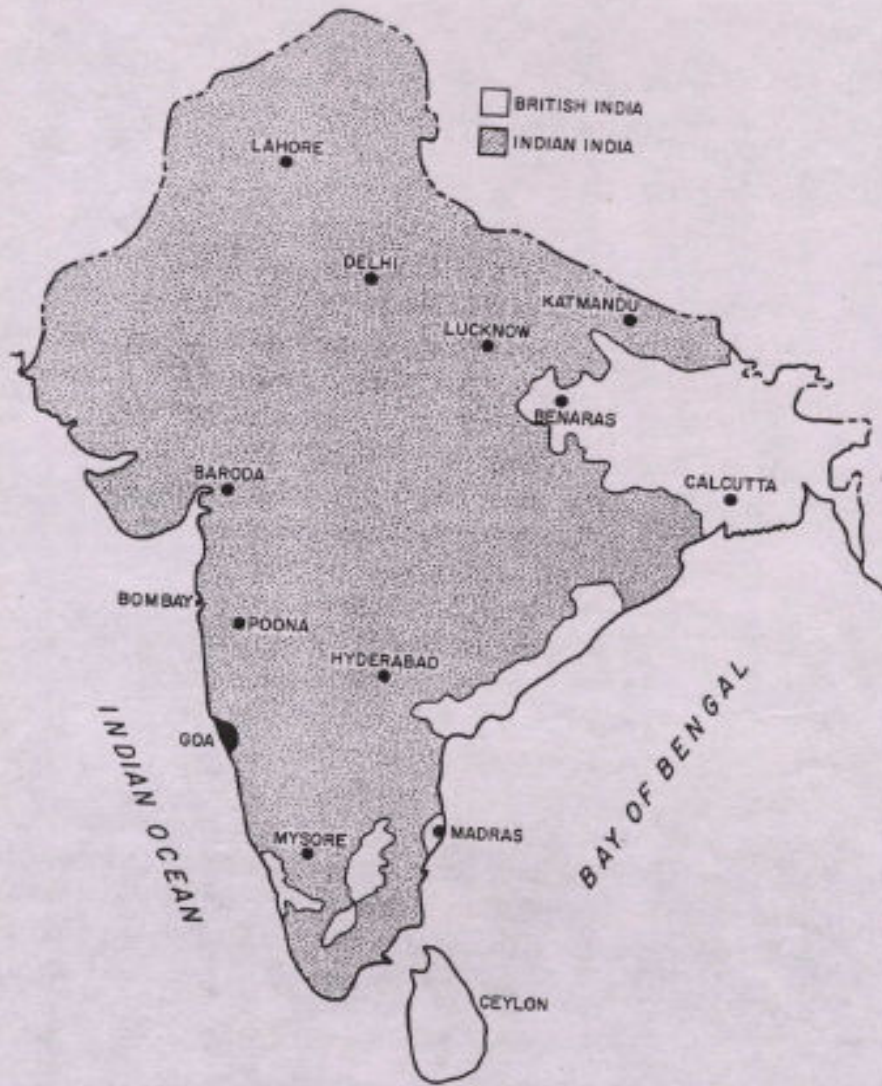 BRITISH INDIA
INDIAN INDIA
LAHORE
DELHI
KATMANDU
LUCKNOW
BENARAS
BARODA
CALCUTTA
BOMBAY
POONA
HYDERABAD
GOA
INDIAN OCEAN
BAY OF BENGAL
MYSORE
MADRAS
CEYLON